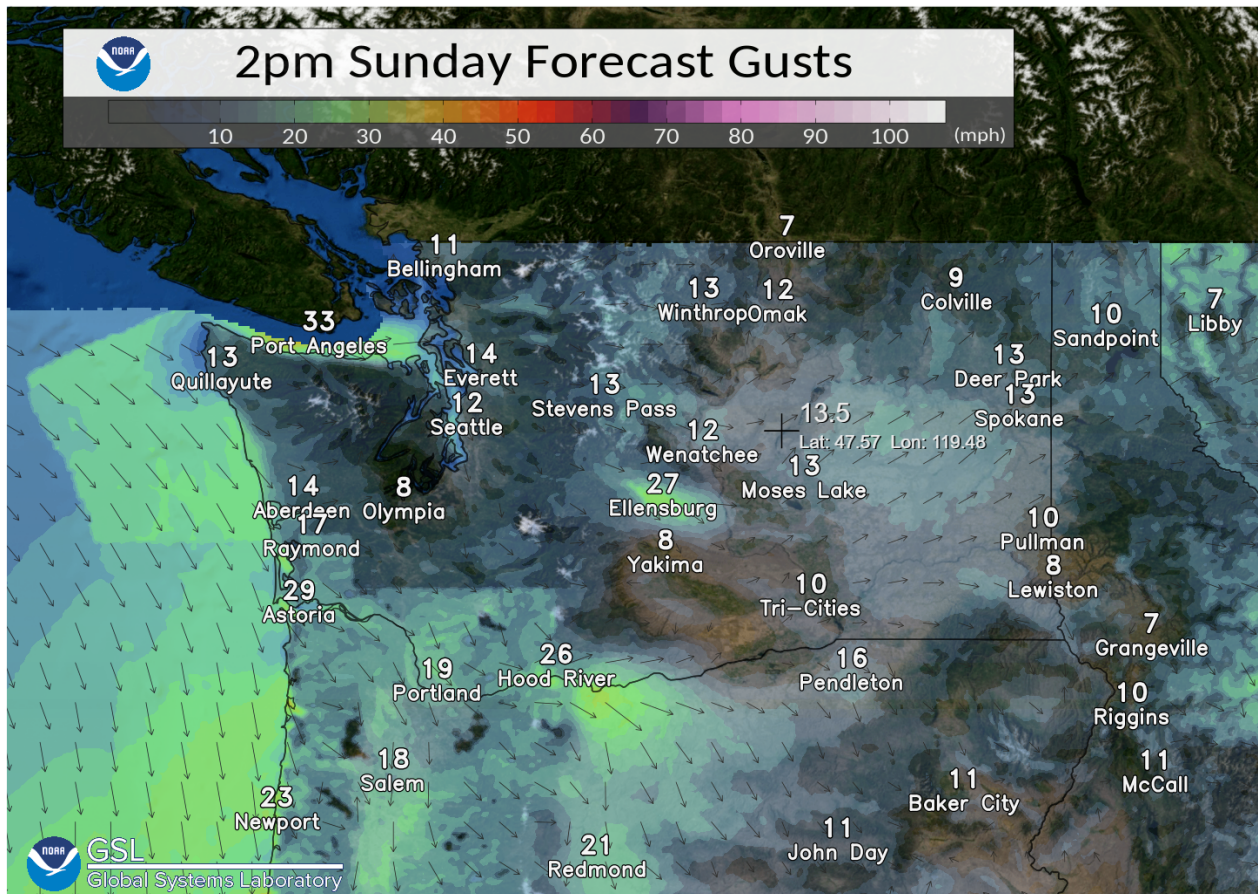 NOAA
2pm Sunday Forecast Gusts
10 20 30 40 50 60 70 80 90 100 (mph)
7
Oroville
11
Bellingham
13
Winthrop
12
Omak
9
Colville
10
Sandpoint
7
Libby
33
Port Angeles
13
Quillayute
14
Everett
13
Deer Park
13
Stevens Pass
13
Spokane
12
Seattle
13.5
Lat: 47.57 Lon: 119.48
12
Wenatchee
13
Moses Lake
14
Aberdeen
8
Olympia
27
Ellensburg
17
Raymond
10
Pullman
8
Yakima
8
Lewiston
29
Astoria
10
Tri-Cities
7
Grangeville
19
Portland
26
Hood River
16
Pendleton
10
Riggins
18
Salem
11
McCall
23
Newport
11
Baker City
21
Redmond
11
John Day
NOAA
GSL
Global Systems Laboratory